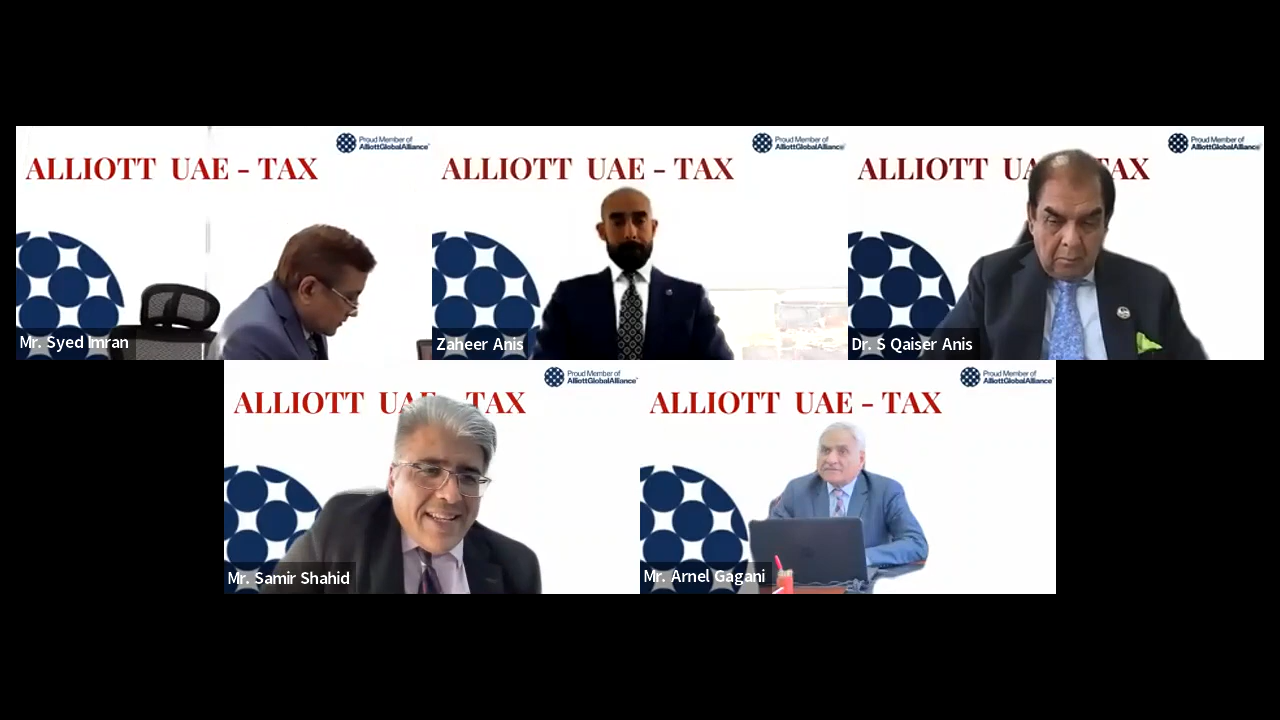 Proud Member of
AlliottGlobalAlliance
ALLIOTT UAE - TAX
Mr. Syed Imran
Proud Member of
AlliottGlobalAlliance
ALLIOTT UAE - TAX
Zaheer Anis
Proud Member of
AlliottGlobalAlliance
ALLIOTT UA TAX
Dr. S Qaiser Anis
Proud Member of
AlliottGlobalAlliance
ALLIOTT UAE - TAX
Mr. Samir Shahid
Proud Member of
AlliottGlobalAlliance
ALLIOTT UAE - TAX
Mr. Arnel Gagani